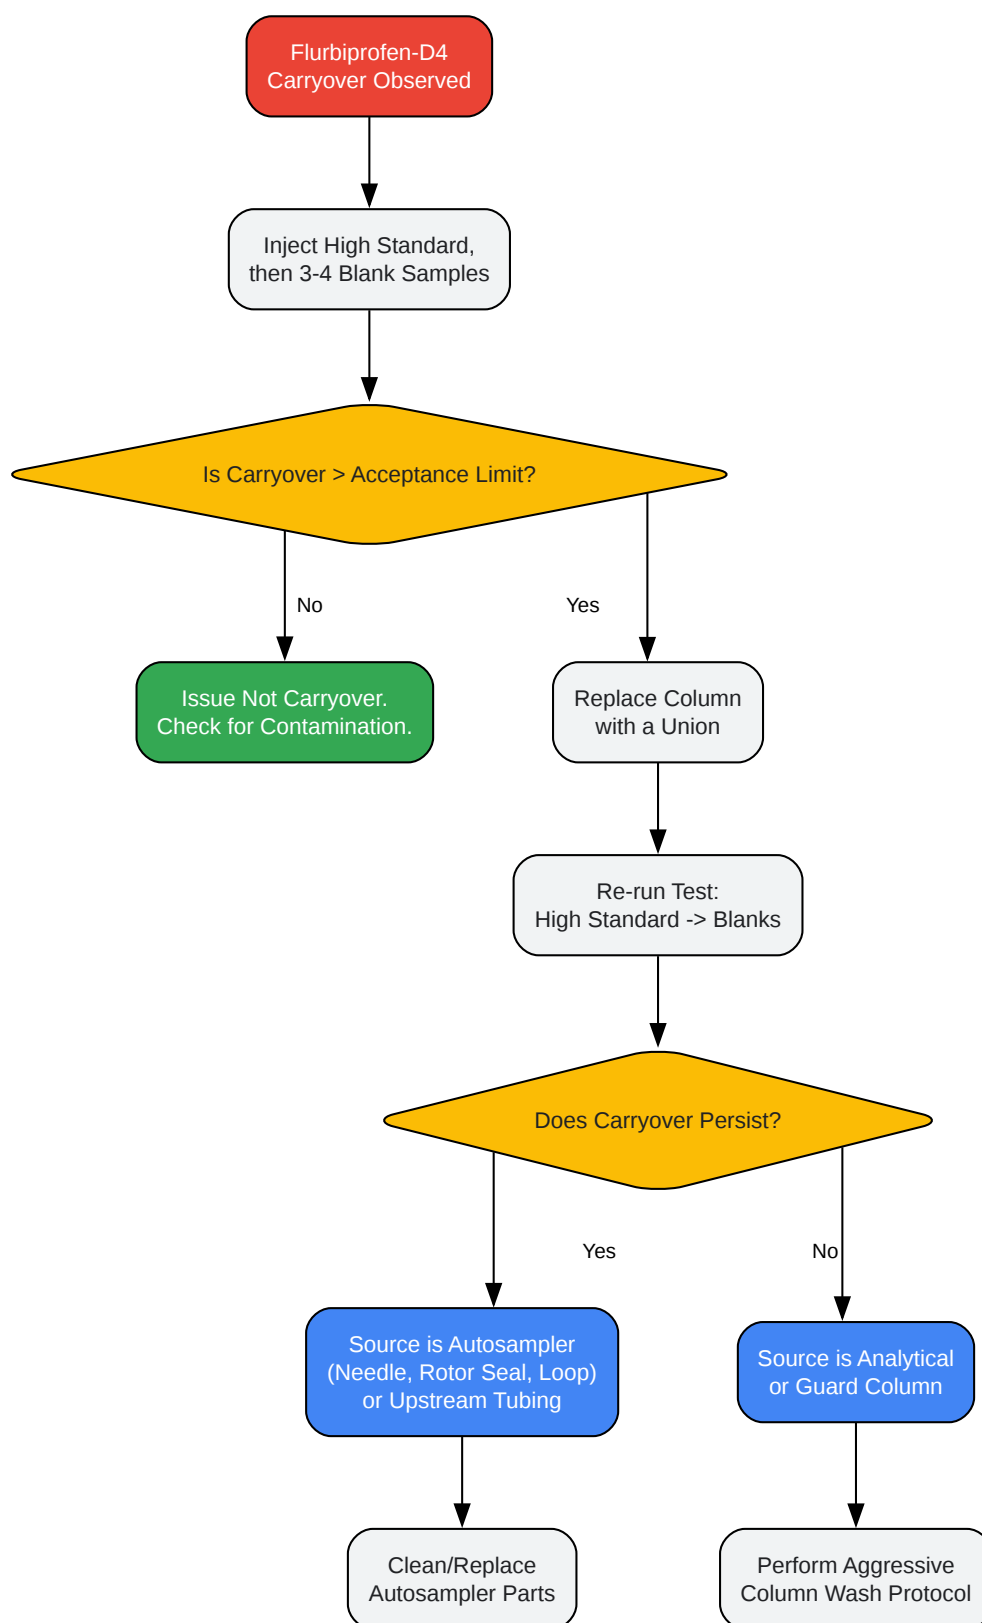 Flurbiprofen-D4
Carryover Observed
Inject High Standard,
then 3-4 Blank Samples
Is Carryover > Acceptance Limit?
No
Yes
Issue Not Carryover.
Check for Contamination.
Replace Column
with a Union
Re-run Test:
High Standard -> Blanks
Does Carryover Persist?
Yes
No
Source is Autosampler
(Needle, Rotor Seal, Loop)
or Upstream Tubing
Source is Analytical
or Guard Column
Clean/Replace
Autosampler Parts
Perform Aggressive
Column Wash Protocol